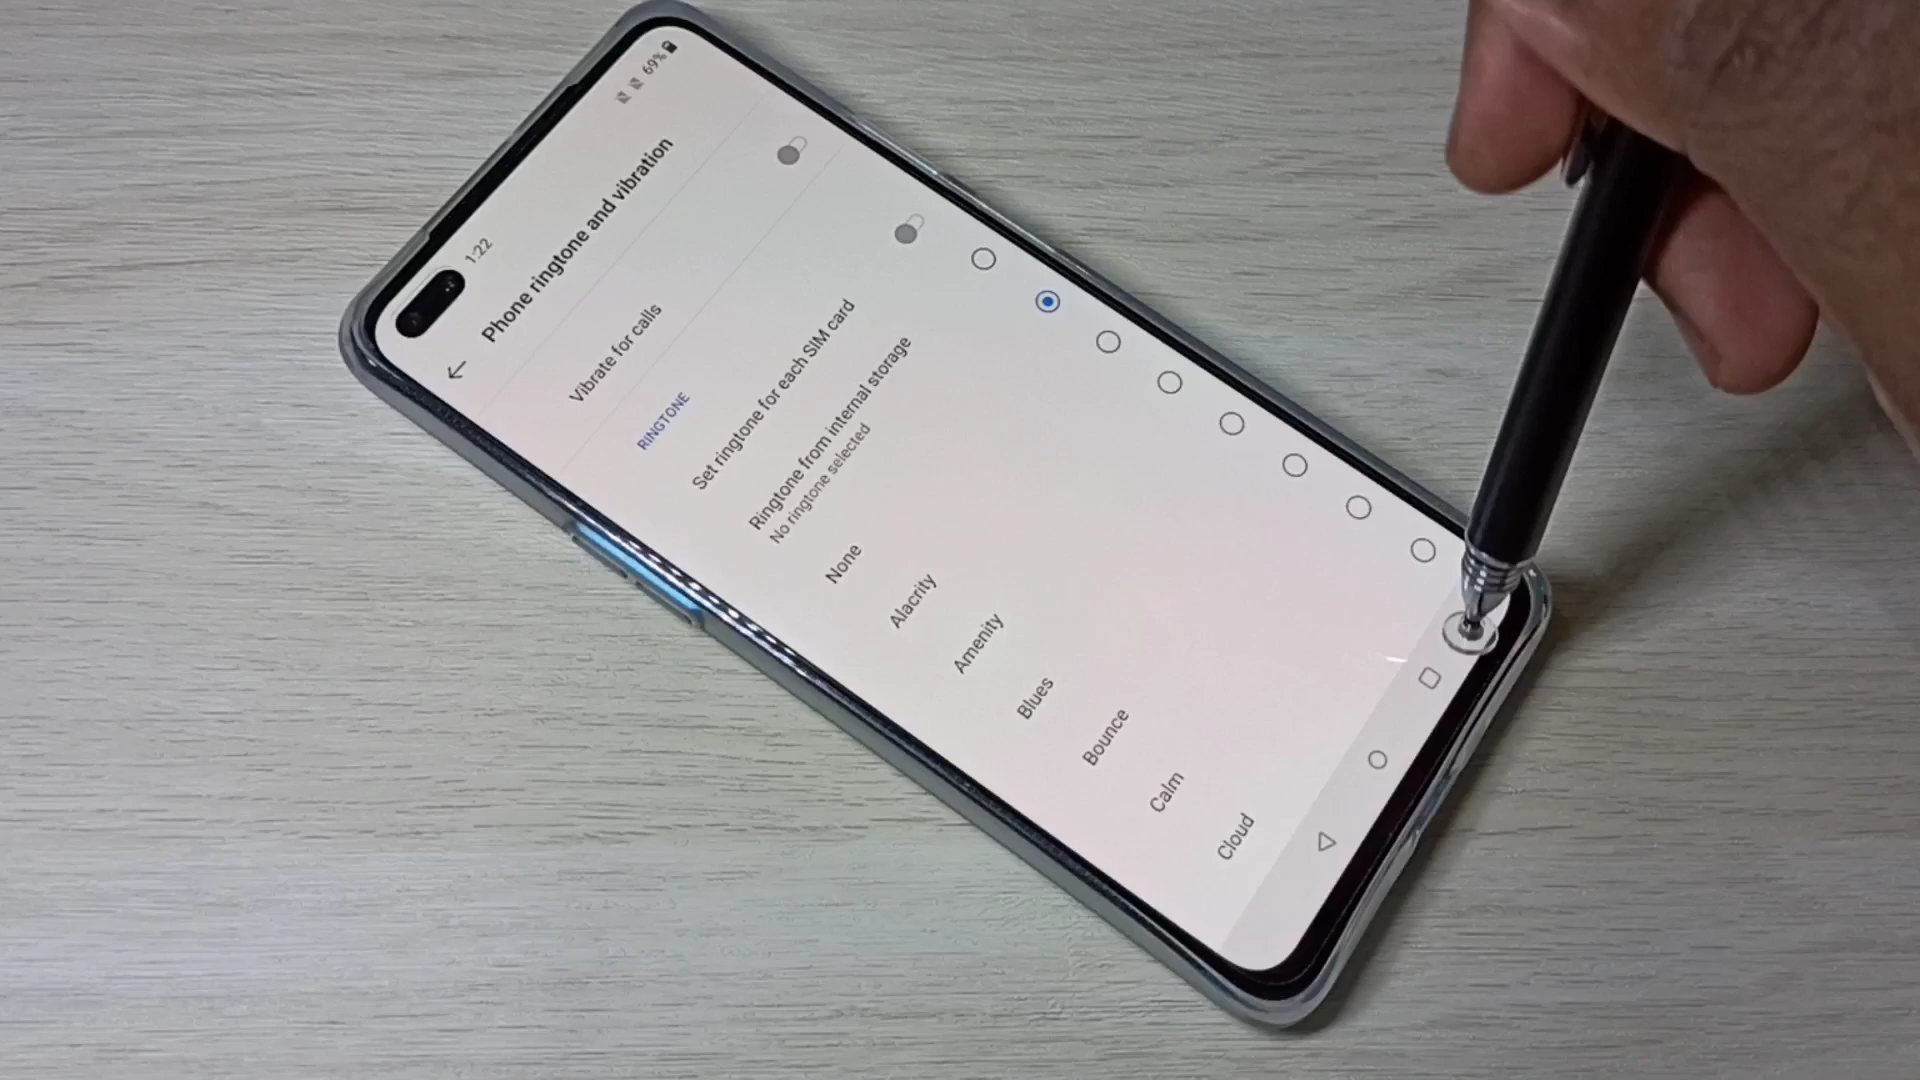 1:22
69%
Phone ringtone and vibration
Vibrate for calls
RINGTONE
Set ringtone for each SIM card
Ringtone from internal storage
No ringtone selected
None
Alacrity
Amenity
Blues
Bounce
Calm
Cloud